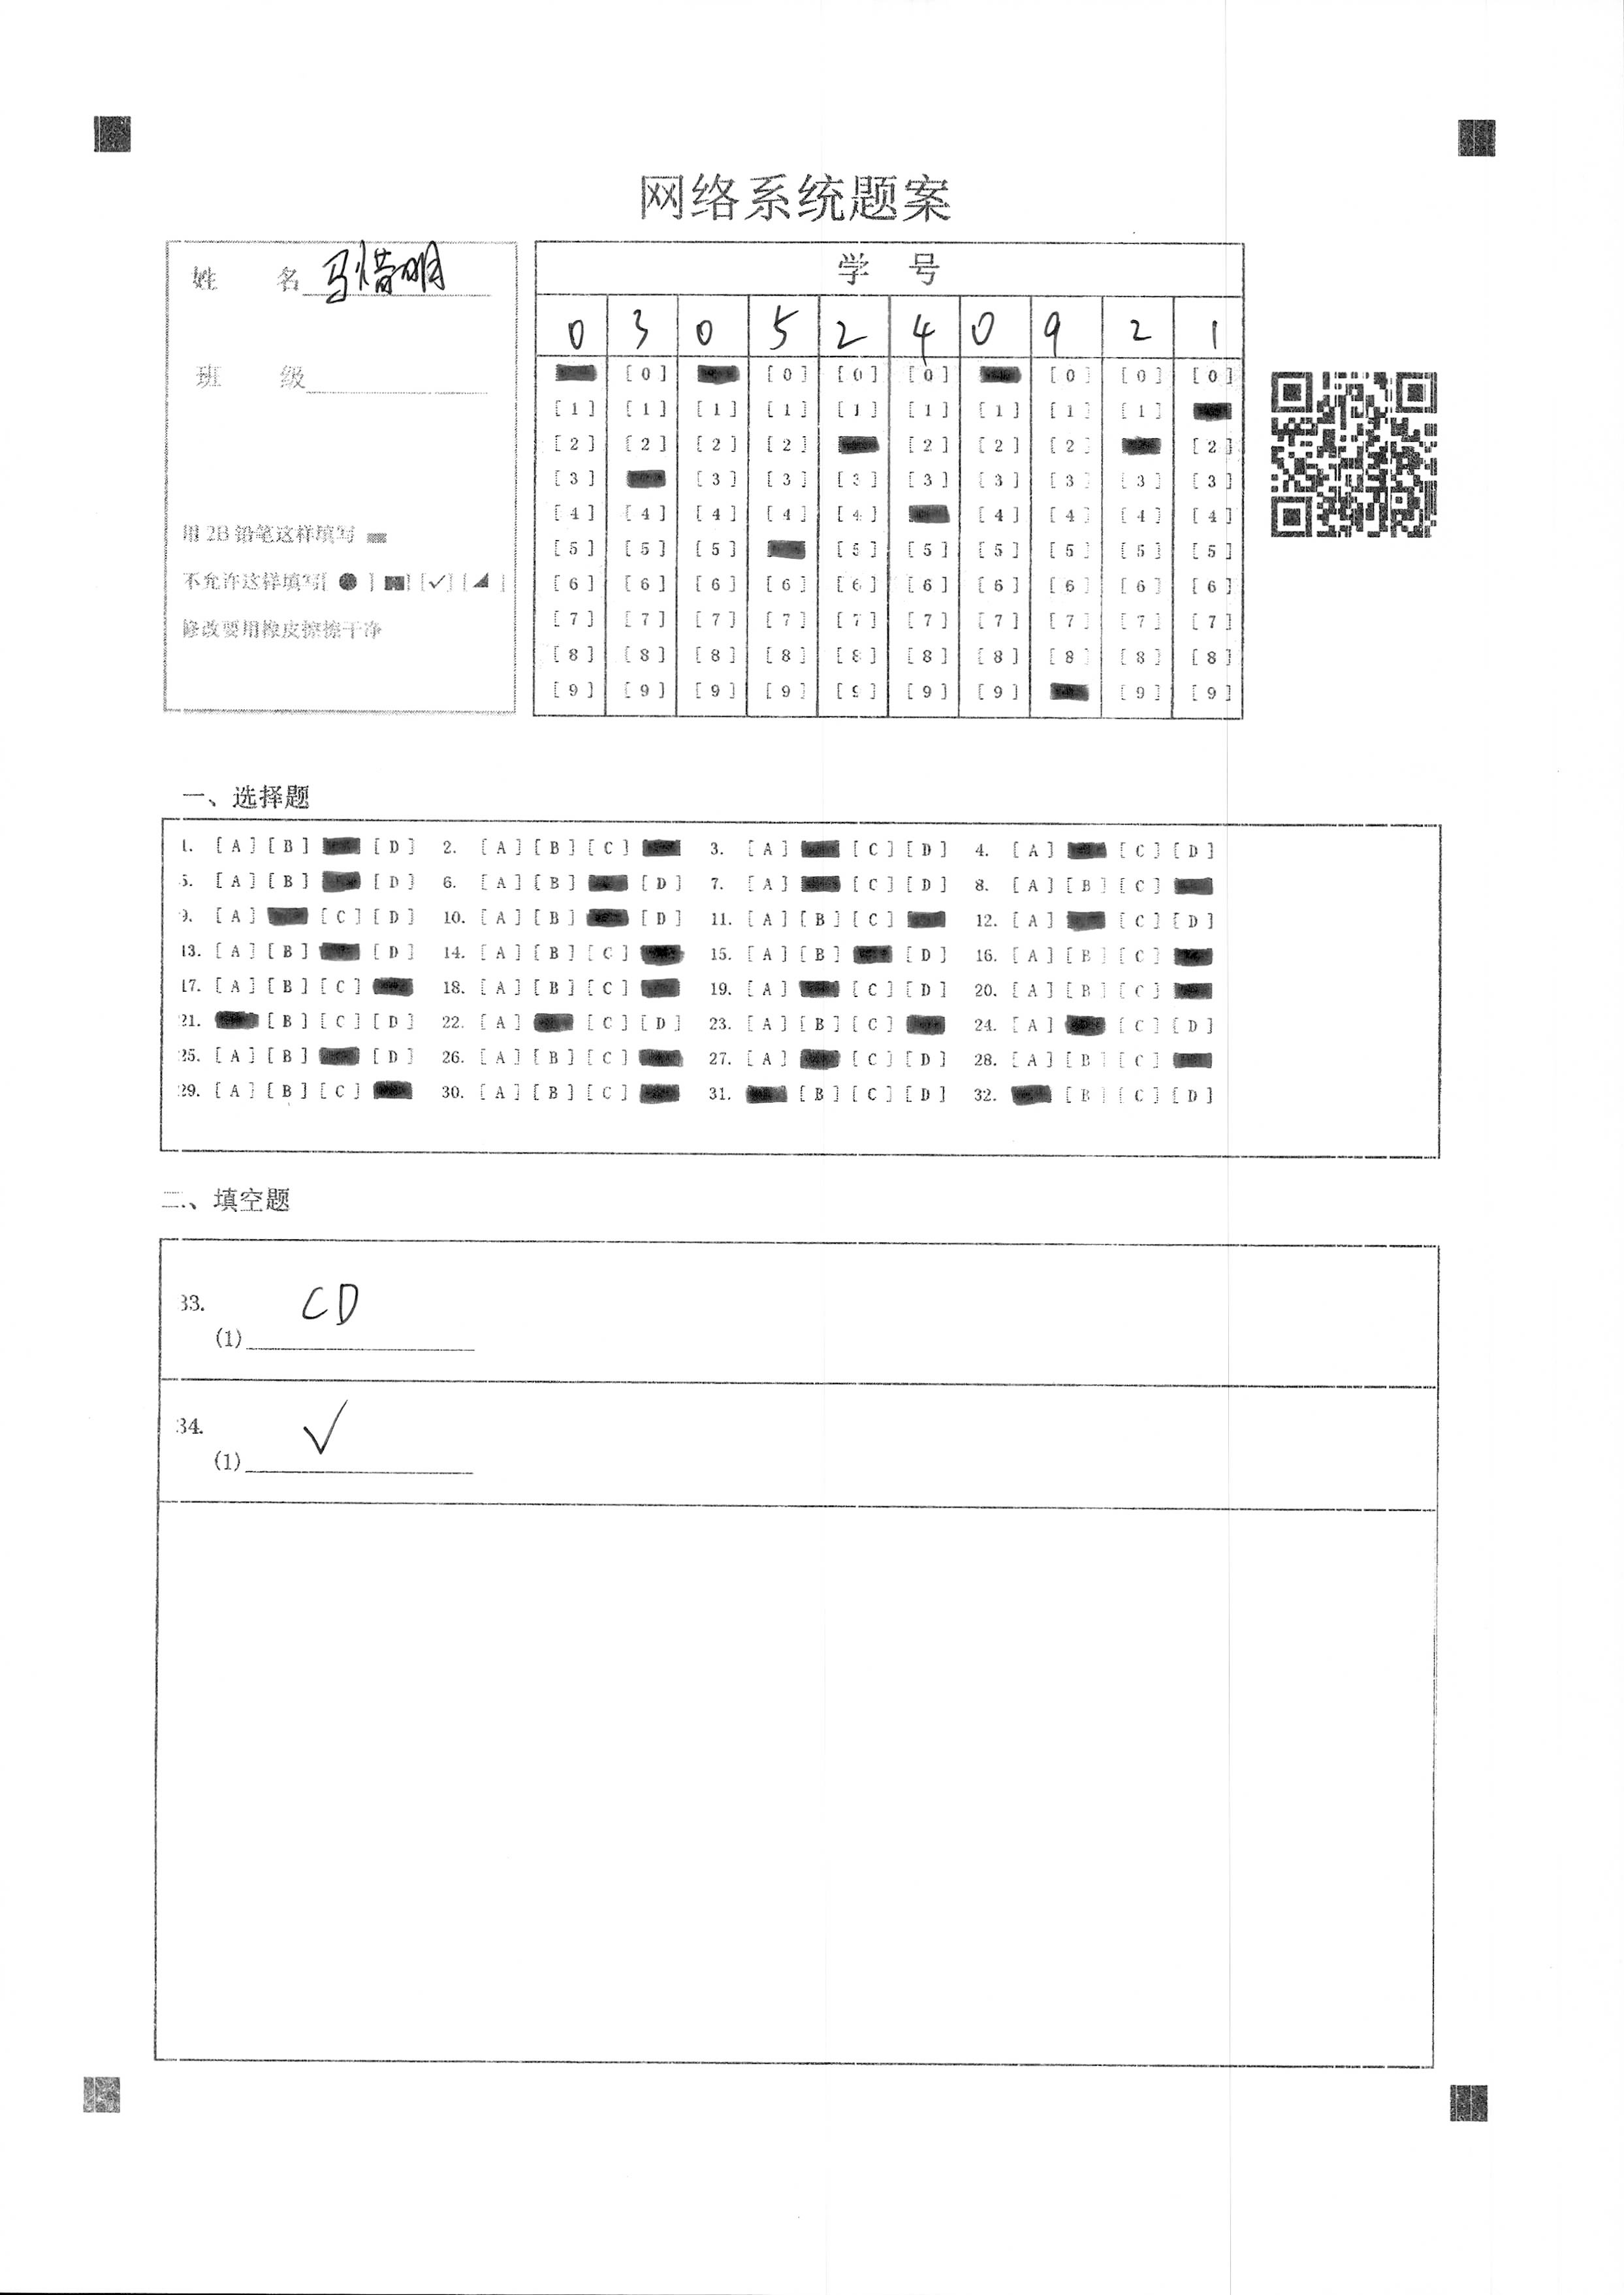 网络系统题案
姓 名 马惜明
班 级
用 2B 铅笔这样填写
不允许这样填写[ ● ] [■] [✓] [◢ ]
修改要用橡皮擦擦干净
学 号
0 3 0 5 2 4 0 9 2 1
[0] [0] [0] [0] [0] [0] [0]
[1] [1] [1] [1] [1] [1] [1] [1] [1]
[2] [2] [2] [2] [2] [2] [2] [2]
[3] [3] [3] [3] [3] [3] [3] [3] [3]
[4] [4] [4] [4] [4] [4] [4] [4] [4]
[5] [5] [5] [5] [5] [5] [5] [5] [5]
[6] [6] [6] [6] [6] [6] [6] [6] [6] [6]
[7] [7] [7] [7] [7] [7] [7] [7] [7] [7]
[8] [8] [8] [8] [8] [8] [8] [8] [8] [8]
[9] [9] [9] [9] [9] [9] [9] [9] [9]
一、选择题
1. [A] [B] [D] 2. [A] [B] [C] 3. [A] [C] [D] 4. [A] [C] [D]
5. [A] [B] [D] 6. [A] [B] [D] 7. [A] [C] [D] 8. [A] [B] [C]
9. [A] [C] [D] 10. [A] [B] [D] 11. [A] [B] [C] 12. [A] [C] [D]
13. [A] [B] [D] 14. [A] [B] [C] 15. [A] [B] [D] 16. [A] [B] [C]
17. [A] [B] [C] 18. [A] [B] [C] 19. [A] [C] [D] 20. [A] [B] [C]
21. [B] [C] [D] 22. [A] [C] [D] 23. [A] [B] [C] 24. [A] [C] [D]
25. [A] [B] [D] 26. [A] [B] [C] 27. [A] [C] [D] 28. [A] [B] [C]
29. [A] [B] [C] 30. [A] [B] [C] 31. [B] [C] [D] 32. [B] [C] [D]
二、填空题
33.
(1) CD
34.
(1) ✓